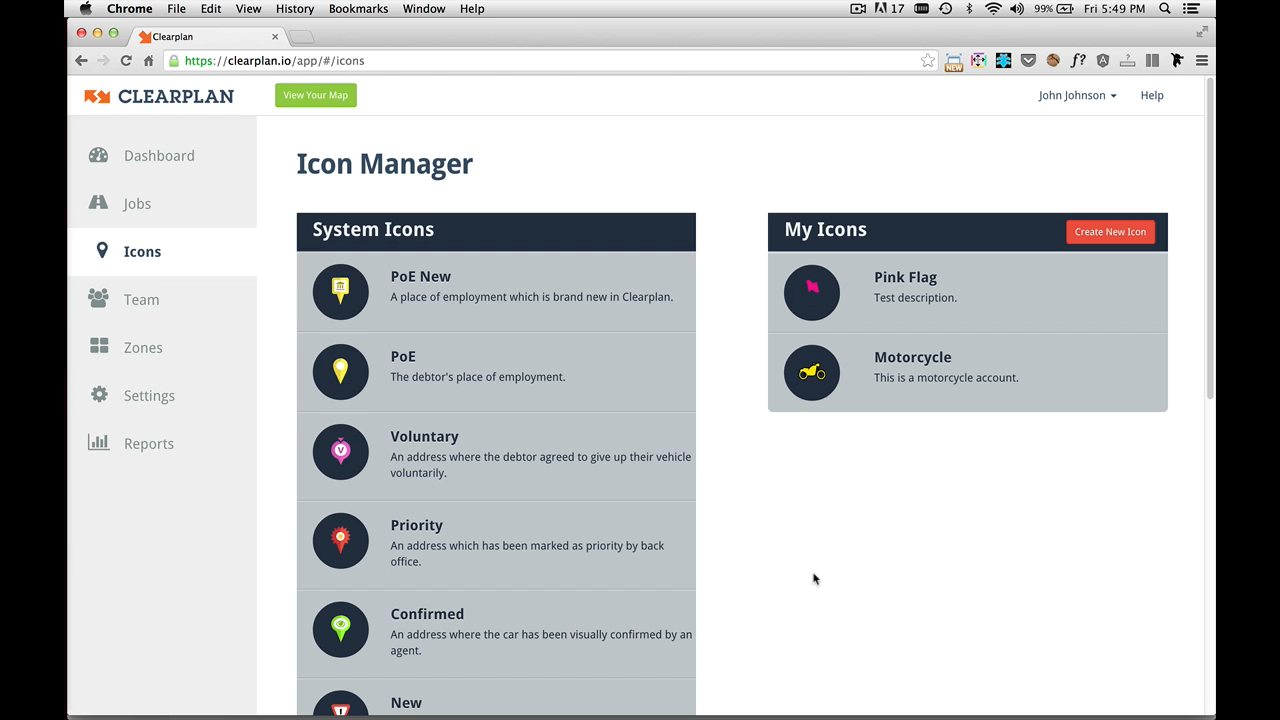 Chrome File Edit View History Bookmarks Window Help 17 99% Fri 5:49 PM
Clearplan
https://clearplan.io/app/#/icons
NEW f?
CLEARPLAN View Your Map John Johnson Help
Dashboard
Jobs
Icons
Team
Zones
Settings
Reports
Icon Manager
System Icons
PoE New
A place of employment which is brand new in Clearplan.
PoE
The debtor's place of employment.
V
Voluntary
An address where the debtor agreed to give up their vehicle
voluntarily.
Priority
An address which has been marked as priority by back
office.
Confirmed
An address where the car has been visually confirmed by an
agent.
New
My Icons
Create New Icon
Pink Flag
Test description.
Motorcycle
This is a motorcycle account.